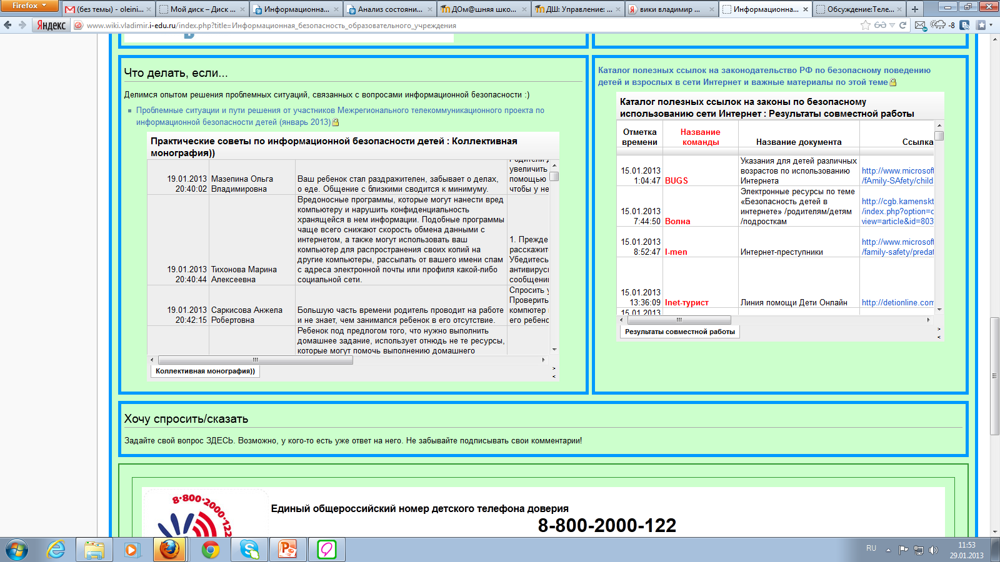 Firefox
(без темы) - oleini...
Мой диск – Диск ...
Информационна...
Анализ состояни...
ДОм@шняя шко...
ДШ: Управление: ...
вики владимир ...
Информационна...
Обсуждение:Теле...
Яндекс
www.wiki.vladimir.i-edu.ru/index.php?title=Информационная_безопасность_образовательного_учреждения
-8
Что делать, если...
Делимся опытом решения проблемных ситуаций, связанных с вопросами информационной безопасности :)
Проблемные ситуации и пути решения от участников Межрегионального телекоммуникационного проекта по
информационной безопасности детей (январь 2013)
Практические советы по информационной безопасности детей : Коллективная
монография))
19.01.2013
20:40:02
Мазепина Ольга
Владимировна
Ваш ребенок стал раздражителен, забывает о делах,
о еде. Общение с близкими сводится к минимуму.
увеличить
помощью
чтобы у не
19.01.2013
20:40:44
Тихонова Марина
Алексеевна
Вредоносные программы, которые могут нанести вред
компьютеру и нарушить конфиденциальность
хранящейся в нем информации. Подобные программы
чаще всего снижают скорость обмена данными с
интернетом, а также могут использовать ваш
компьютер для распространения своих копий на
другие компьютеры, рассылать от вашего имени спам
с адреса электронной почты или профиля какой-либо
социальной сети.
1. Прежде
расскажит
Убедитесь
антивирус
сообщени
19.01.2013
20:42:15
Саркисова Анжела
Робертовна
Большую часть времени родитель проводит на работе
и не знает, чем занимался ребенок в его отсутствие.
Спросить у
Проверить
компютер
его ребено
Ребенок под предлогом того, что нужно выполнить
домашнее задание, использует отнюдь не те ресурсы,
которые могут помочь выполнению домашнего
Коллективная монография))
Каталог полезных ссылок на законодательство РФ по безопасному поведению
детей и взрослых в сети Интернет и важные материалы по этой теме
Каталог полезных ссылок на законы по безопасному
использованию сети Интернет : Результаты совместной работы
Отметка
времени
Название
команды
Название документа
Ссылка
15.01.2013
1:04:47
BUGS
Указания для детей различных
возрастов по использованию
Интернета
http://www.microsoft
/fAmily-SAfety/child
15.01.2013
7:44:50
Волна
Электронные ресурсы по теме
«Безопасность детей в
интернете» /родителям/детям
/подросткам
http://cgb.kamenskt
/index.php?option=c
view=article&id=803
15.01.2013
8:52:47
I-men
Интернет-преступники
http://www.microsoft
/family-safety/predat
15.01.2013
13:36:09
Inet-турист
Линия помощи Дети Онлайн
http://detionline.com
15.01.2013
Результаты совместной работы
Хочу спросить/сказать
Задайте свой вопрос ЗДЕСЬ. Возможно, у кого-то есть уже ответ на него. Не забывайте подписывать свои комментарии!
8-800-2000-122
Единый общероссийский номер детского телефона доверия
8-800-2000-122
RU
11:53
29.01.2013